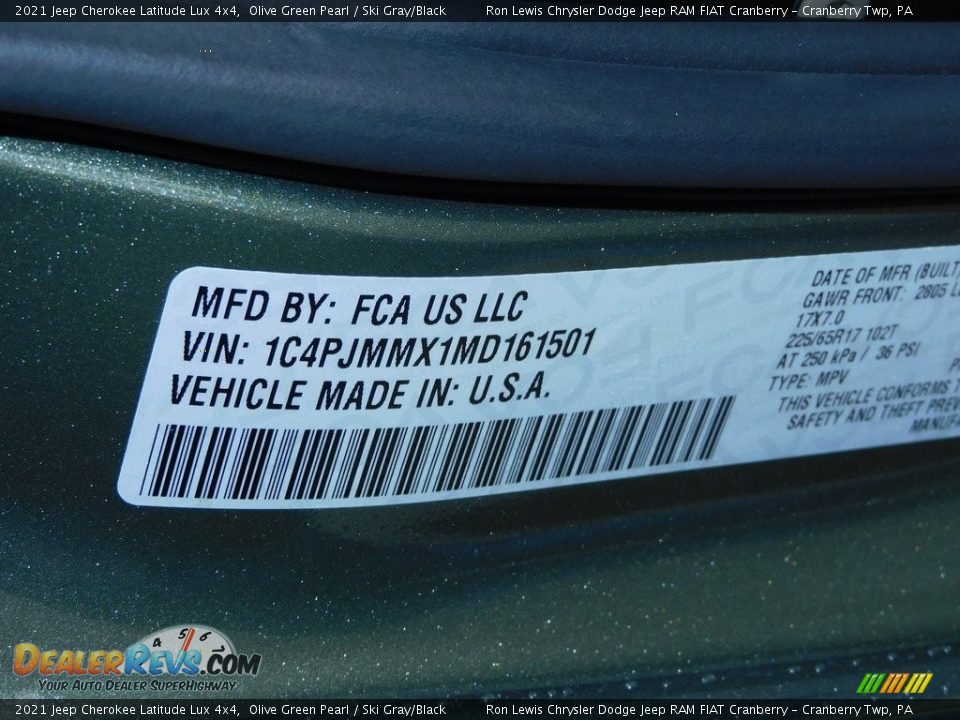 2021 Jeep Cherokee Latitude Lux 4x4, Olive Green Pearl / Ski Gray/Black Ron Lewis Chrysler Dodge Jeep RAM FIAT Cranberry - Cranberry Twp, PA
MFD BY: FCA US LLC
VIN: 1C4PJMMX1MD161501
VEHICLE MADE IN: U.S.A.
DATE OF MFR (BUILT)
GAWR FRONT: 2805
17X7.0
225/65R17 102T
AT 250 kPa / 36 PSI
TYPE: MPV
THIS VEHICLE CONFORMS
SAFETY AND THEFT
4 5 6
DealerRevs.com
Your Auto Dealer SuperHighway
2021 Jeep Cherokee Latitude Lux 4x4, Olive Green Pearl / Ski Gray/Black Ron Lewis Chrysler Dodge Jeep RAM FIAT Cranberry - Cranberry Twp, PA